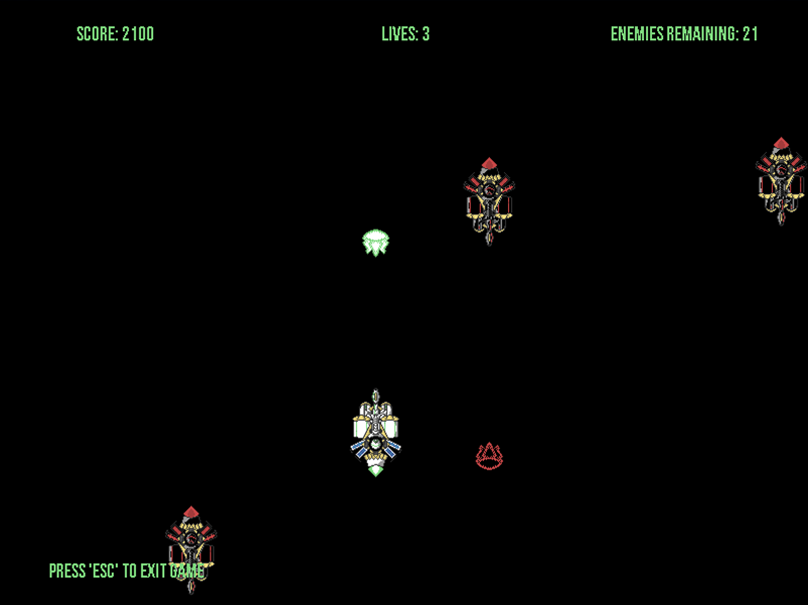 SCORE: 2100
LIVES: 3
ENEMIES REMAINING: 21
PRESS 'ESC' TO EXIT GAME